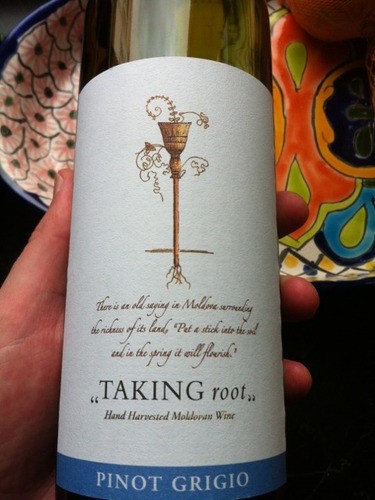 There is an old saying in Moldova surrounding
the richness of its land, "Put a stick into the soil
and in the spring it will flourish."
„TAKING root„
Hand Harvested Moldovan Wine
PINOT GRIGIO